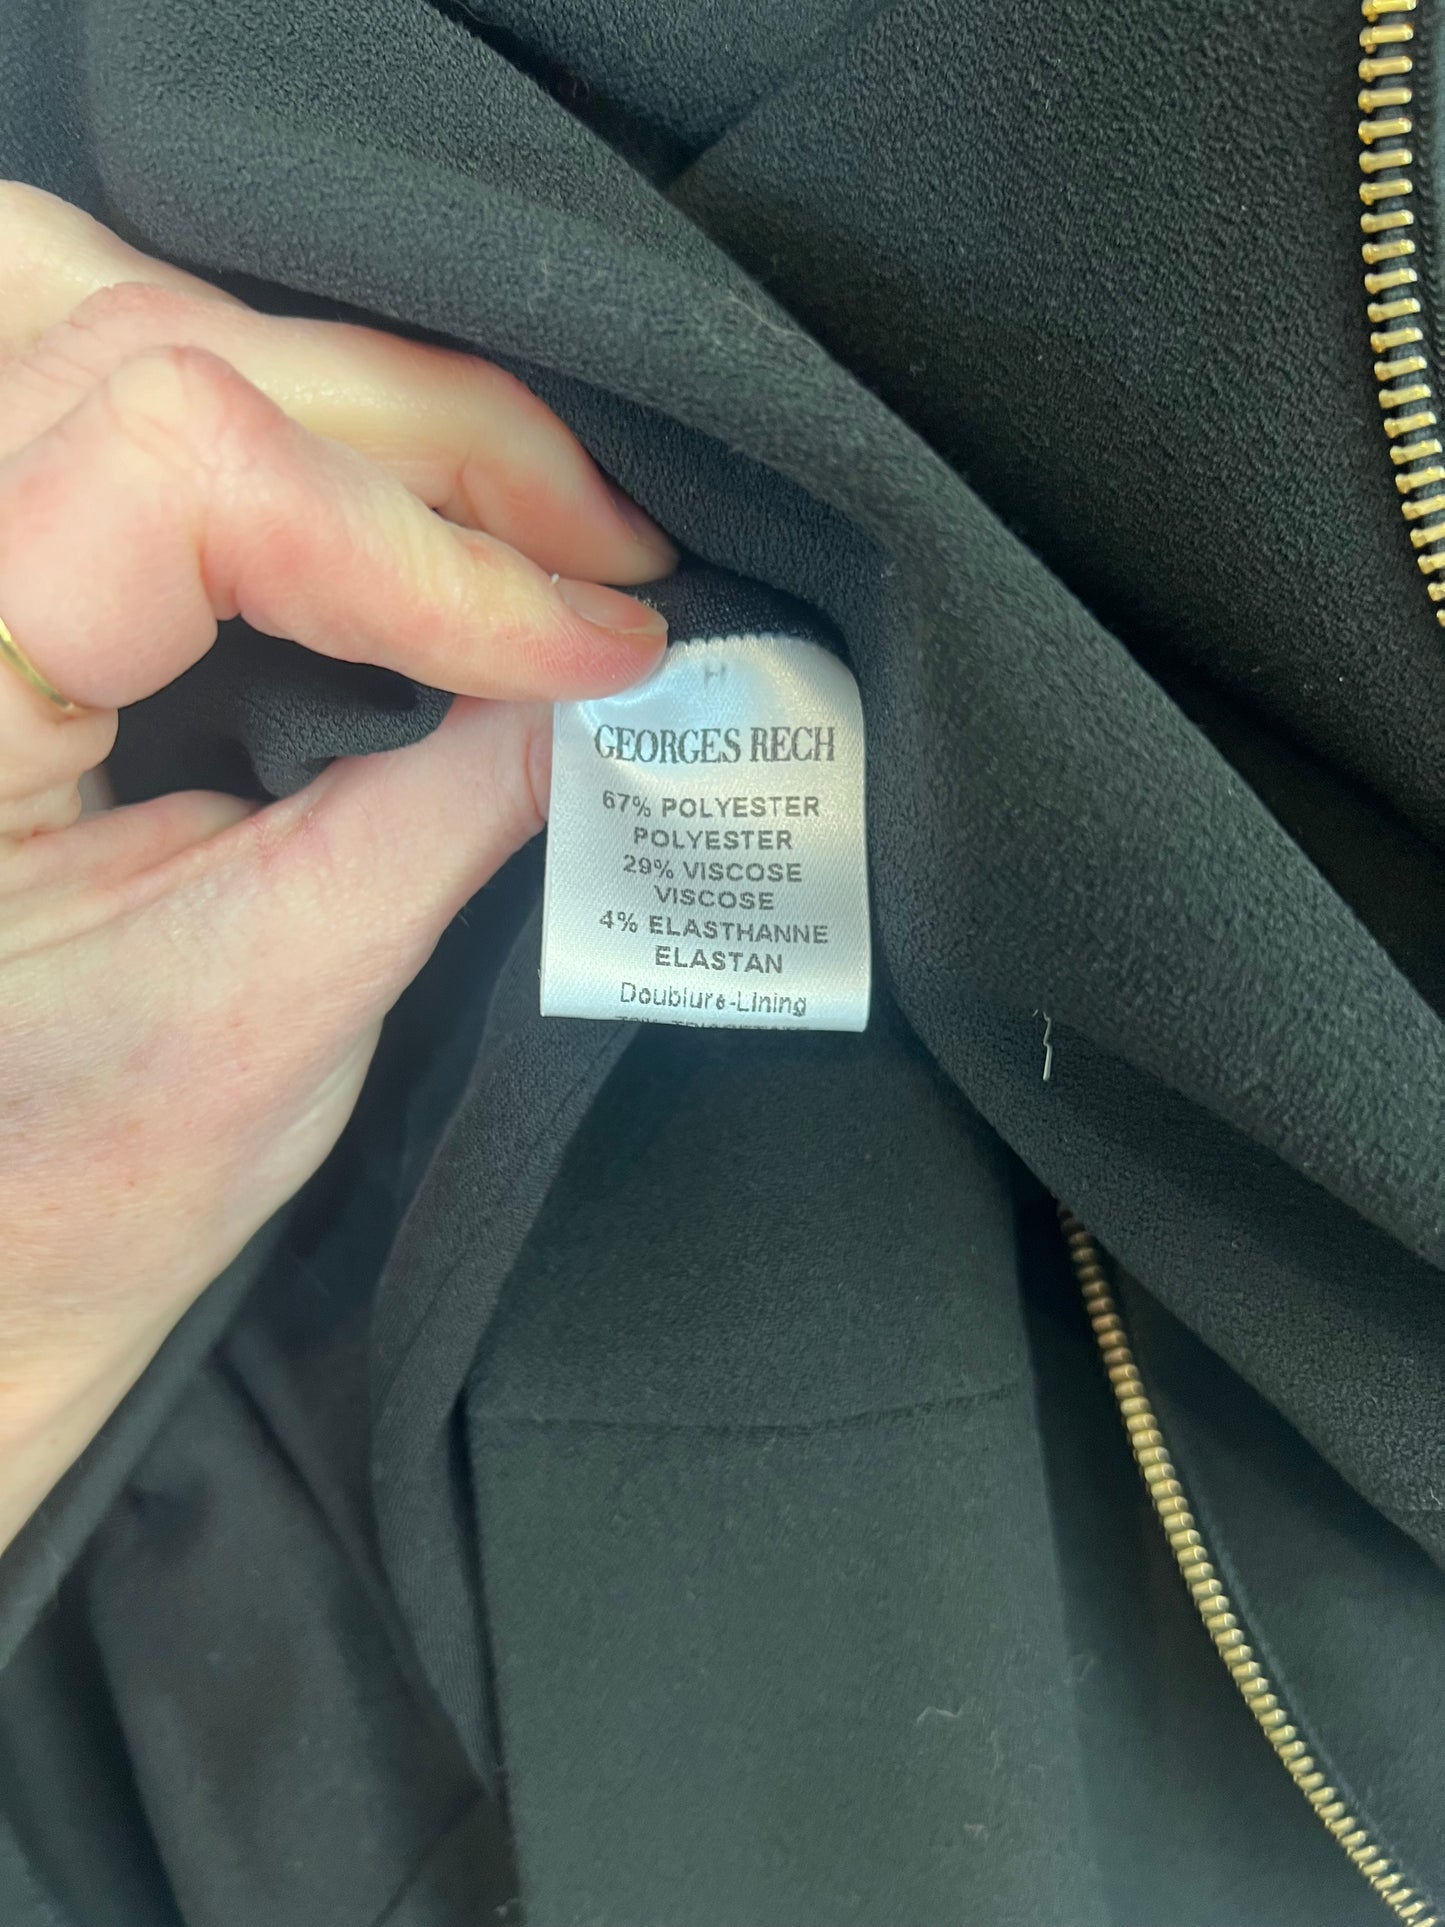 H
GEORGES RECH
67% POLYESTER
POLYESTER
29% VISCOSE
VISCOSE
4% ELASTHANNE
ELASTAN
Doublure-Lining